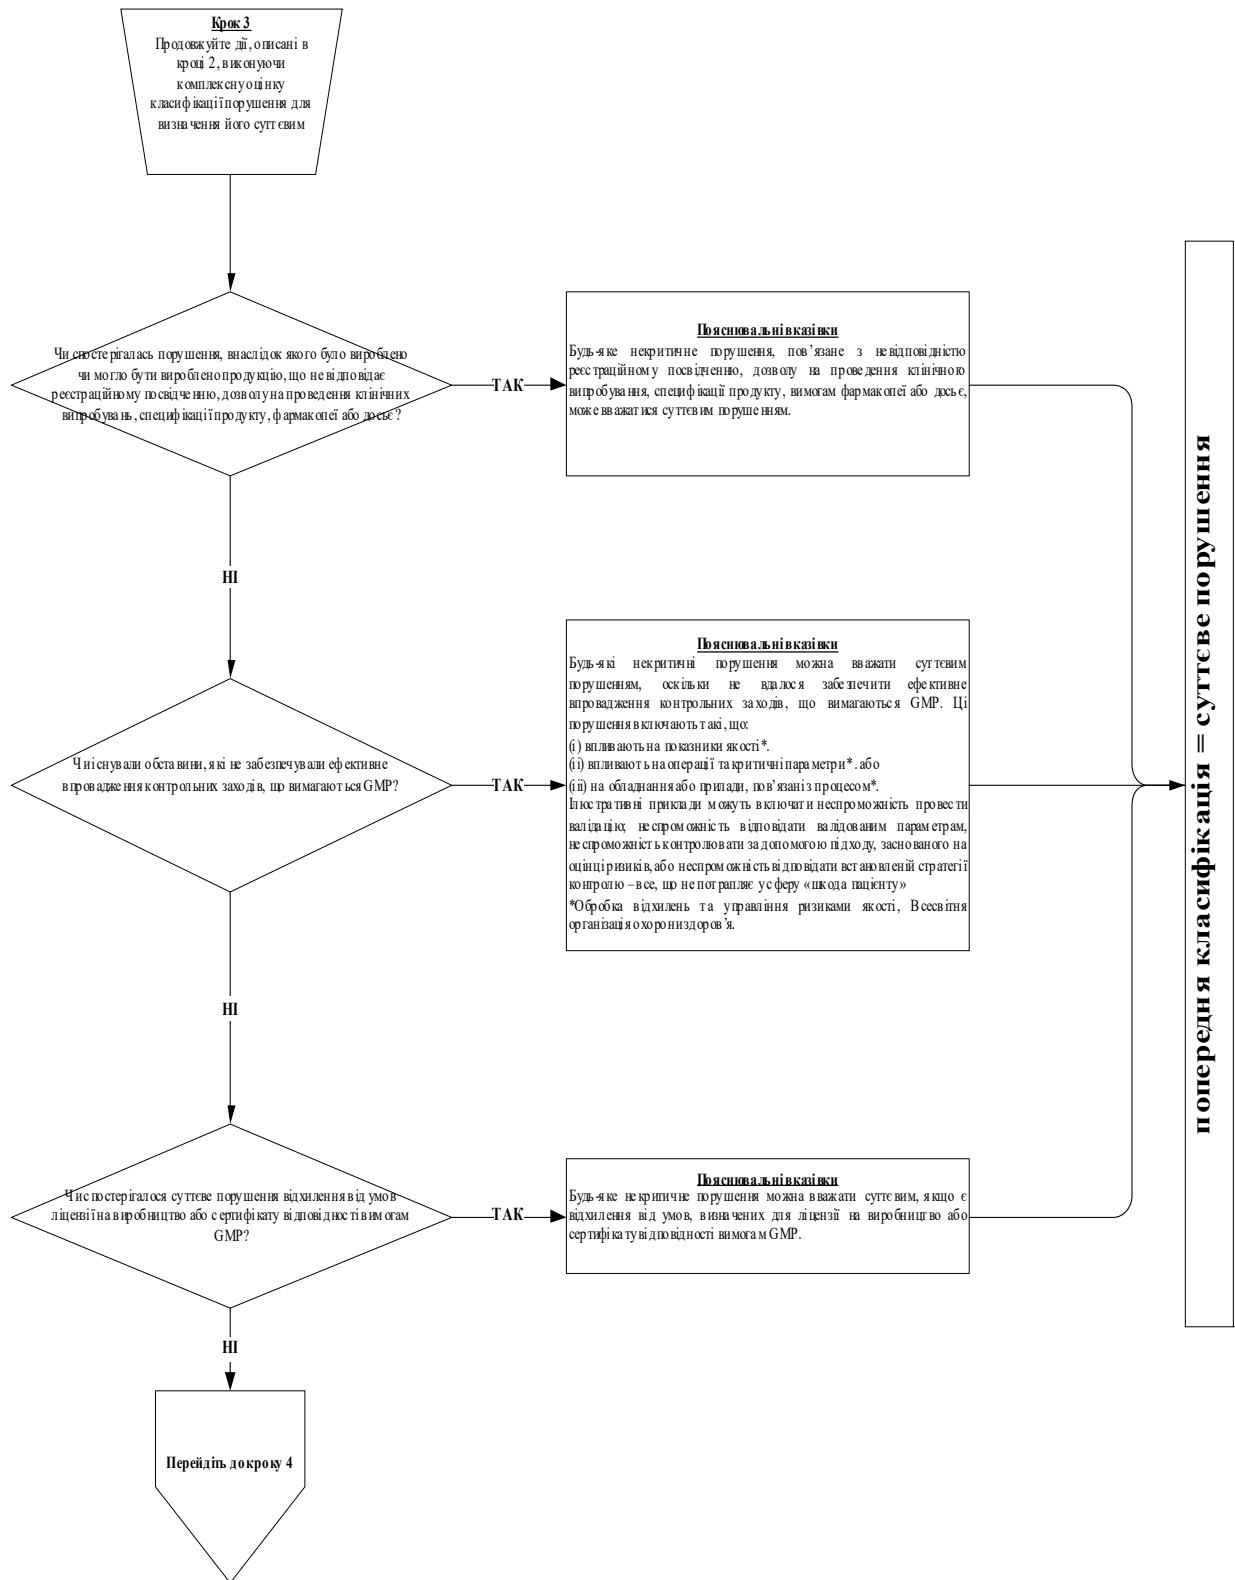 Крок 3
Продовжуйте дії, описані в
кроці 2, виконуючи
комплексну оцінку
класифікації порушення для
визначення його суттєвим
Чи спостерігалась порушення, внаслідок якого було вироблено
чи могло бути вироблено продукцію, що не відповідає
реєстраційному посвідченню, дозволу на проведення клінічних
випробувань, специфікації продукту, фармакопеї або досьє?
ТАК
Пояснювальні вказівки
Будь-яке некритичне порушення, пов’язане з невідповідністю
реєстраційному посвідченню, дозволу на проведення клінічного
випробування, специфікації продукту, вимогам фармакопеї або досьє,
може вважатися суттєвим порушенням.
НІ
Чи існували обставини, які не забезпечували ефективне
впровадження контрольних заходів, що вимагаються GMP?
ТАК
Пояснювальні вказівки
Будь-які некритичні порушення можна вважати суттєвим
порушенням, оскільки не вдалося забезпечити ефективне
впровадження контрольних заходів, що вимагаються GMP. Ці
порушення включають такі, що:
(i) впливають на показники якості*.
(ii) впливають на операції та критичні параметри*. або
(iii) на обладнання або прилади, пов’язані з процесом*.
Ілюстративні приклади можуть включати неспроможність провести
валідацію; неспроможність відповідати валідованим параметрам,
неспроможність контролювати за допомогою підходу, заснованого на
оцінці ризиків, або неспроможність відповідати встановленій стратегії
контролю – все, що не потрапляє у сферу «шкода пацієнту»
*Обробка відхилень та управління ризиками якості, Всесвітня
організація охорони здоров’я.
НІ
Чи спостерігалося суттєве порушення відхилення від умов
ліцензії на виробництво або сертифікату відповідності вимогам
GMP?
ТАК
Пояснювальні вказівки
Будь-яке некритичне порушення можна вважати суттєвим, якщо є
відхилення від умов, визначених для ліцензії на виробництво або
сертифікату відповідності вимогам GMP.
НІ
Перейдіть до кроку 4
попередня класифікація = суттєве порушення